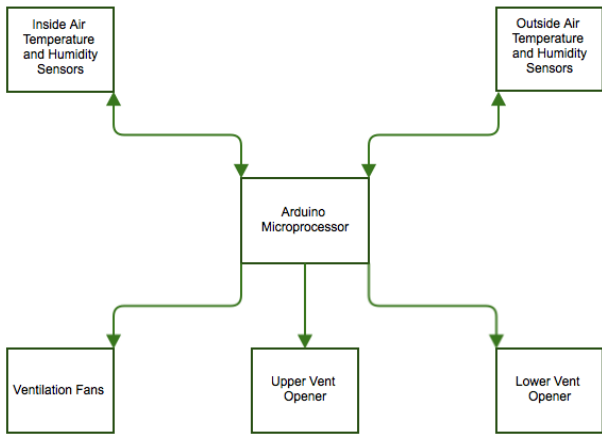 Inside Air
Temperature
and Humidity
Sensors
Outside Air
Temperature
and Humidity
Sensors
Arduino
Microprocessor
Ventilation Fans
Upper Vent
Opener
Lower Vent
Opener